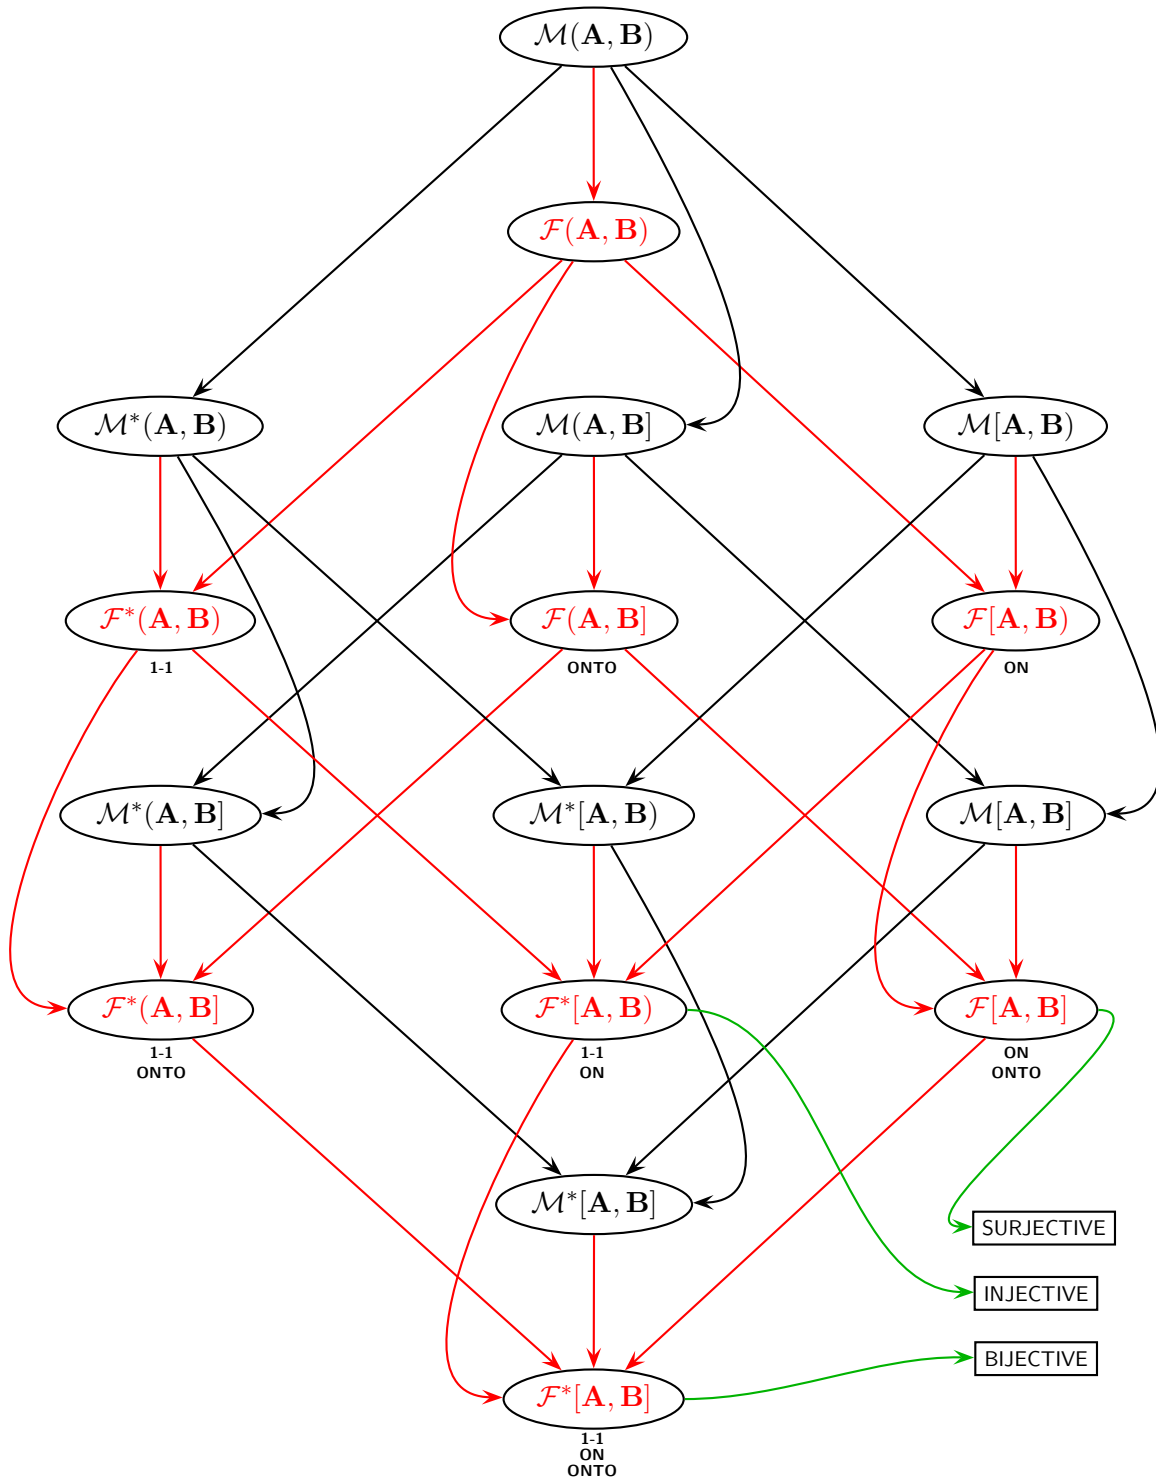 ℳ(𝐀, 𝐁)
ℱ(𝐀, 𝐁)
ℳ*(𝐀, 𝐁)
ℳ(𝐀, 𝐁]
ℳ[𝐀, 𝐁)
ℱ*(𝐀, 𝐁)
1-1
ℱ(𝐀, 𝐁]
ONTO
ℱ[𝐀, 𝐁)
ON
ℳ*(𝐀, 𝐁]
ℳ*[𝐀, 𝐁)
ℳ[𝐀, 𝐁]
ℱ*(𝐀, 𝐁]
1-1
ONTO
ℱ*[𝐀, 𝐁)
1-1
ON
ℱ[𝐀, 𝐁]
ON
ONTO
ℳ*[𝐀, 𝐁]
SURJECTIVE
INJECTIVE
BIJECTIVE
ℱ*[𝐀, 𝐁]
1-1
ON
ONTO